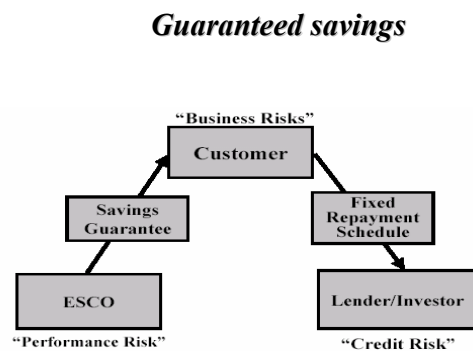 Guaranteed savings
“Business Risks”
Customer
Savings
Guarantee
Fixed
Repayment
Schedule
ESCO
Lender/Investor
“Performance Risk”
“Credit Risk”